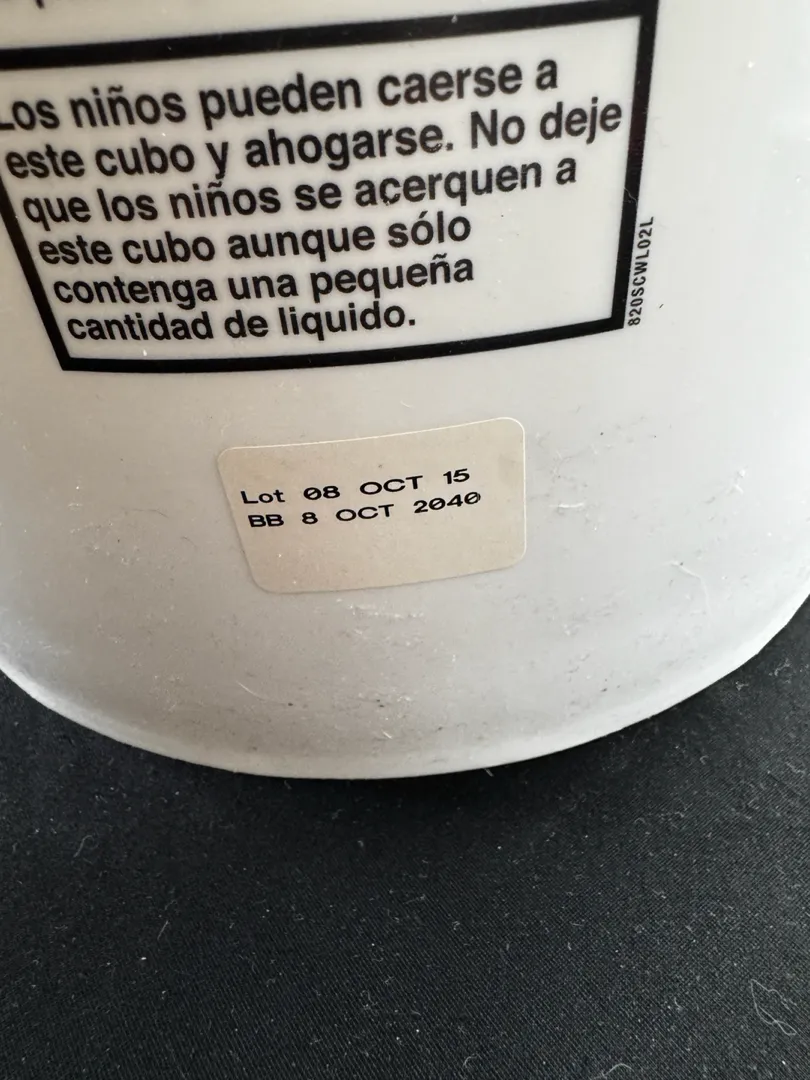 Los niños pueden caerse a
este cubo y ahogarse. No deje
que los niños se acerquen a
este cubo aunque sólo
contenga una pequeña
cantidad de liquido.
820SCWL02L
Lot 08 OCT 15
BB 8 OCT 2040